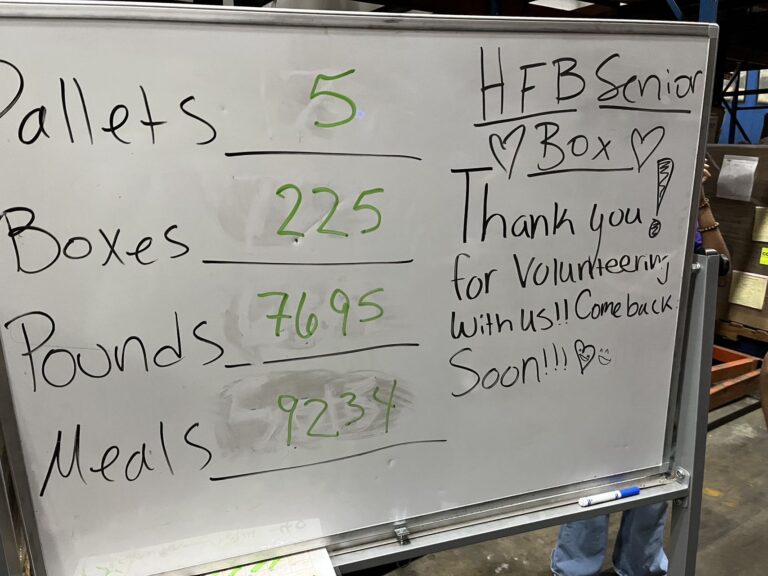 Pallets 5
Boxes 225
Pounds 7695
Meals 9234
HFB Senior
♡ Box ♡
Thank you!
for Volunteering
with us!! Come back
Soon!!! ♡☺